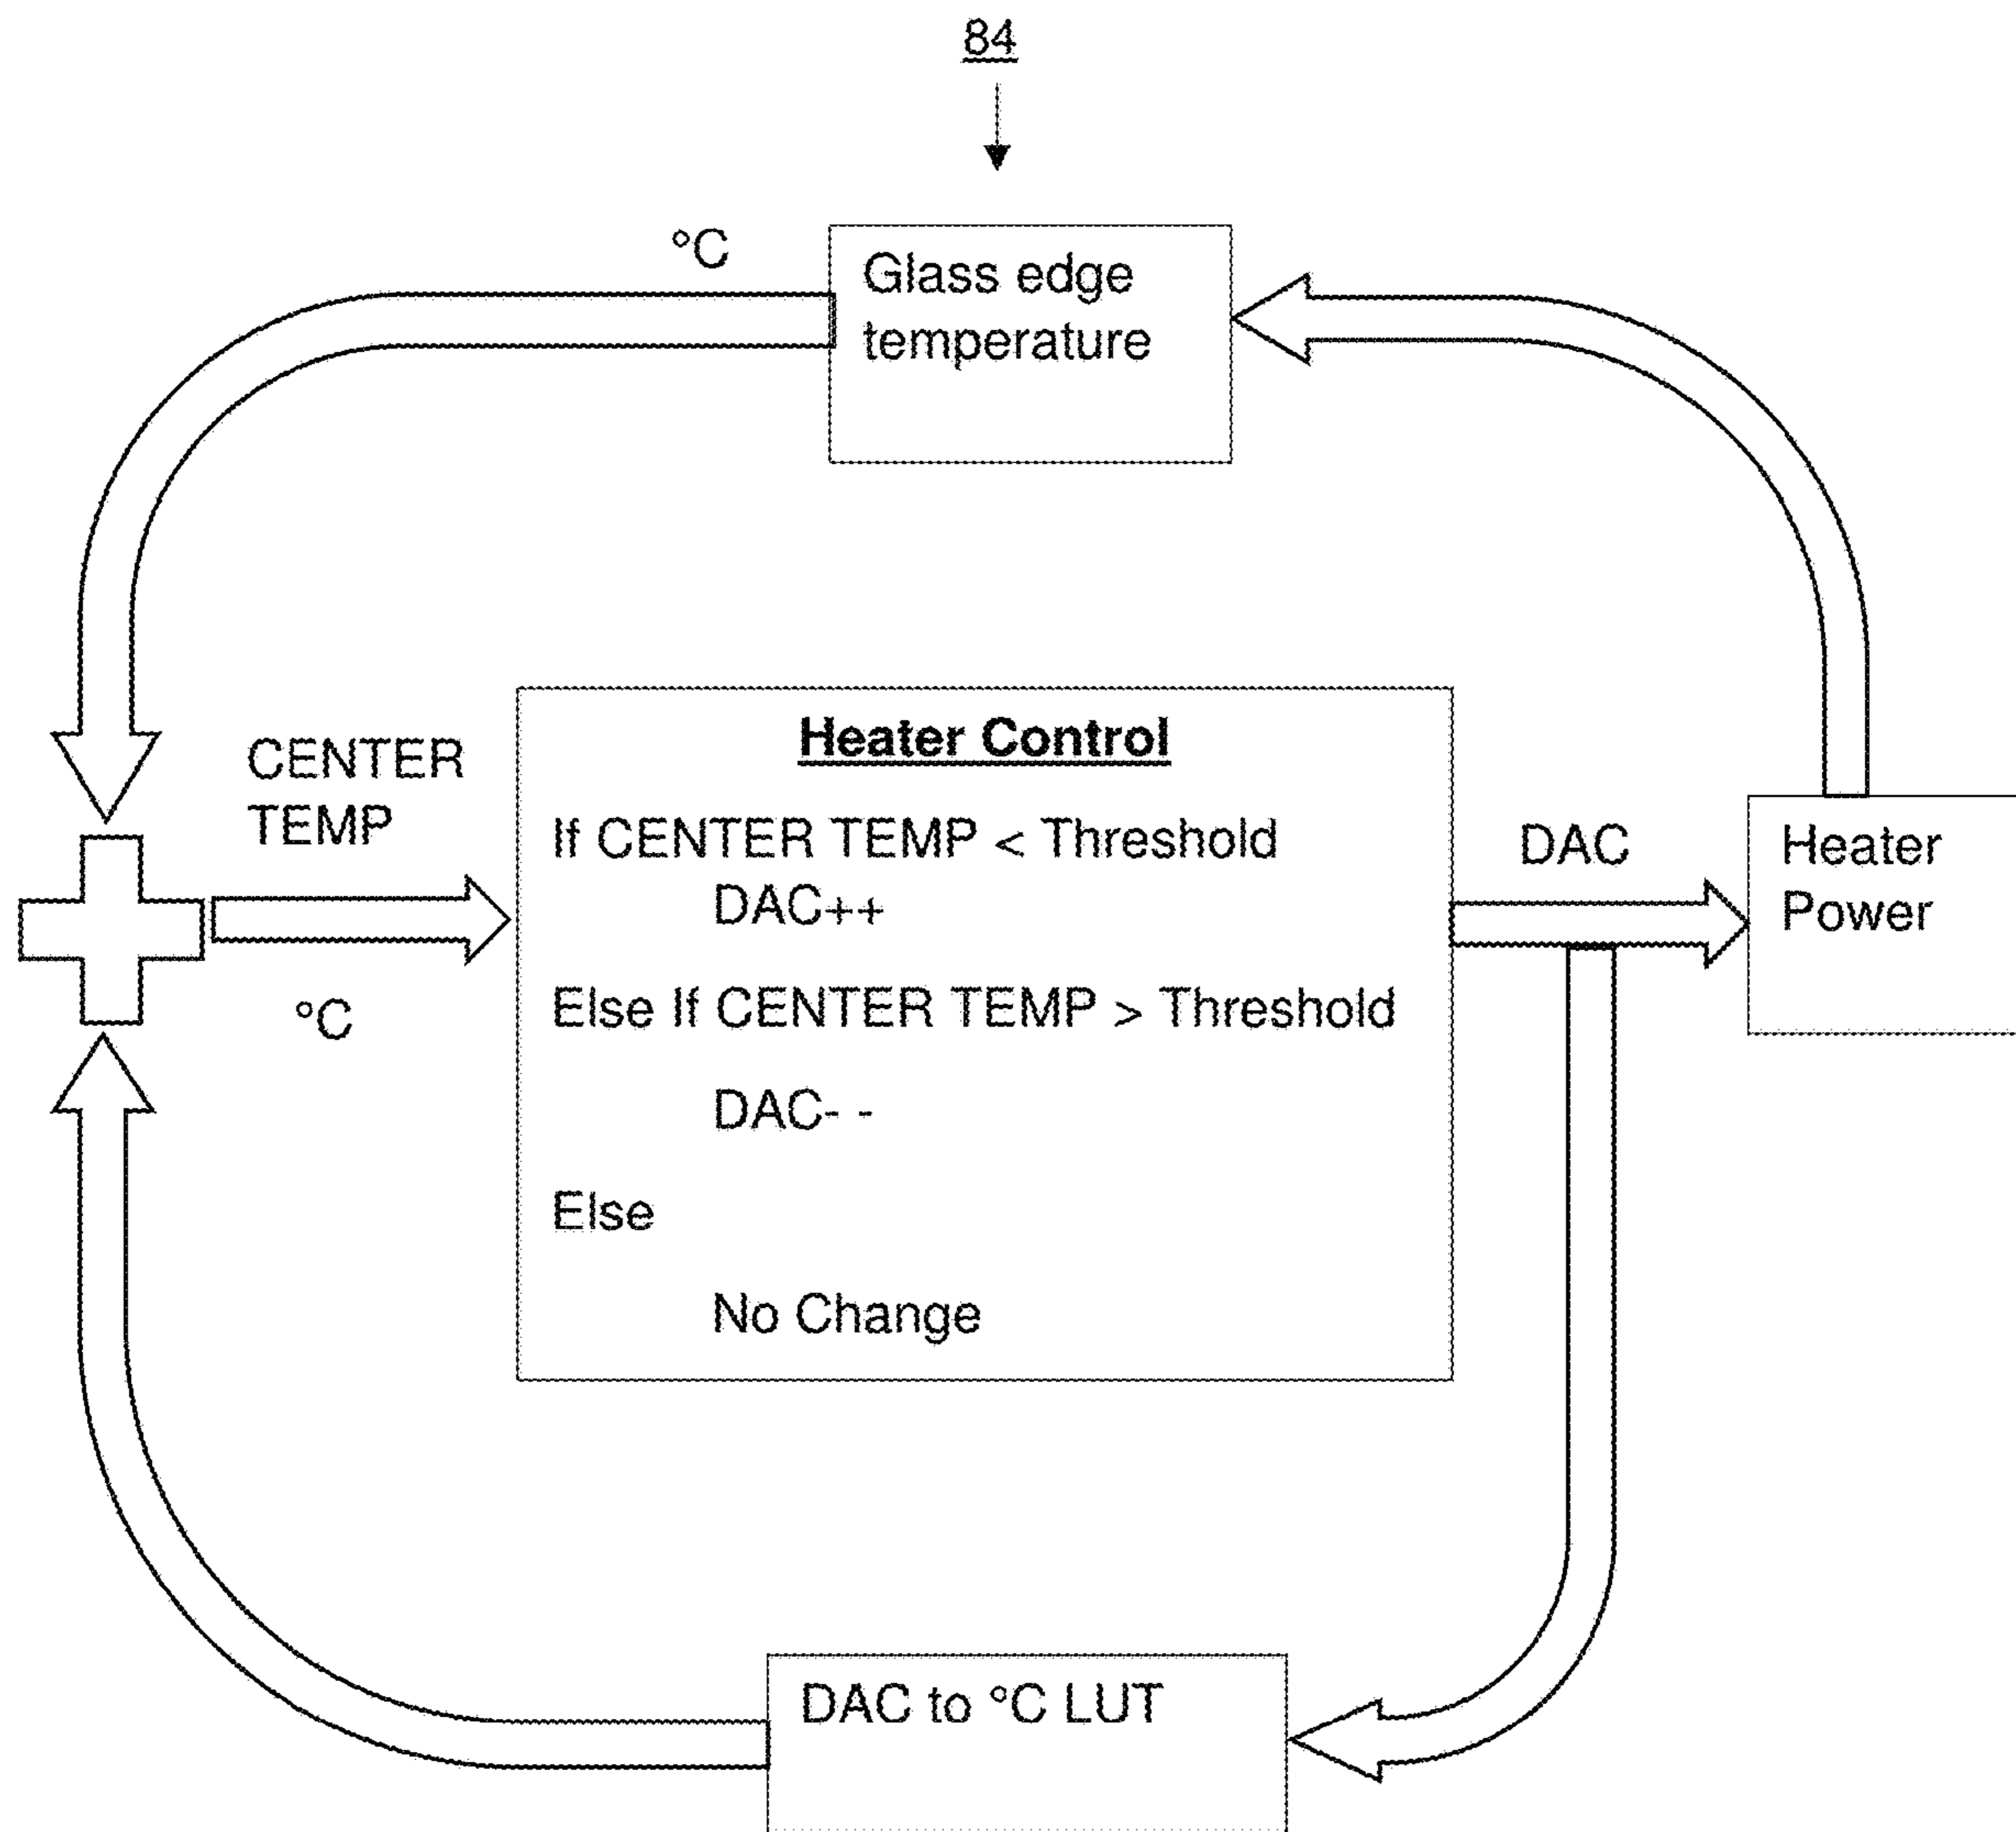 84
°C
Glass edge
temperature
CENTER
TEMP
°C
Heater Control
If CENTER TEMP < Threshold
DAC++
Else If CENTER TEMP > Threshold
DAC- -
Else
No Change
DAC
Heater
Power
DAC to °C LUT